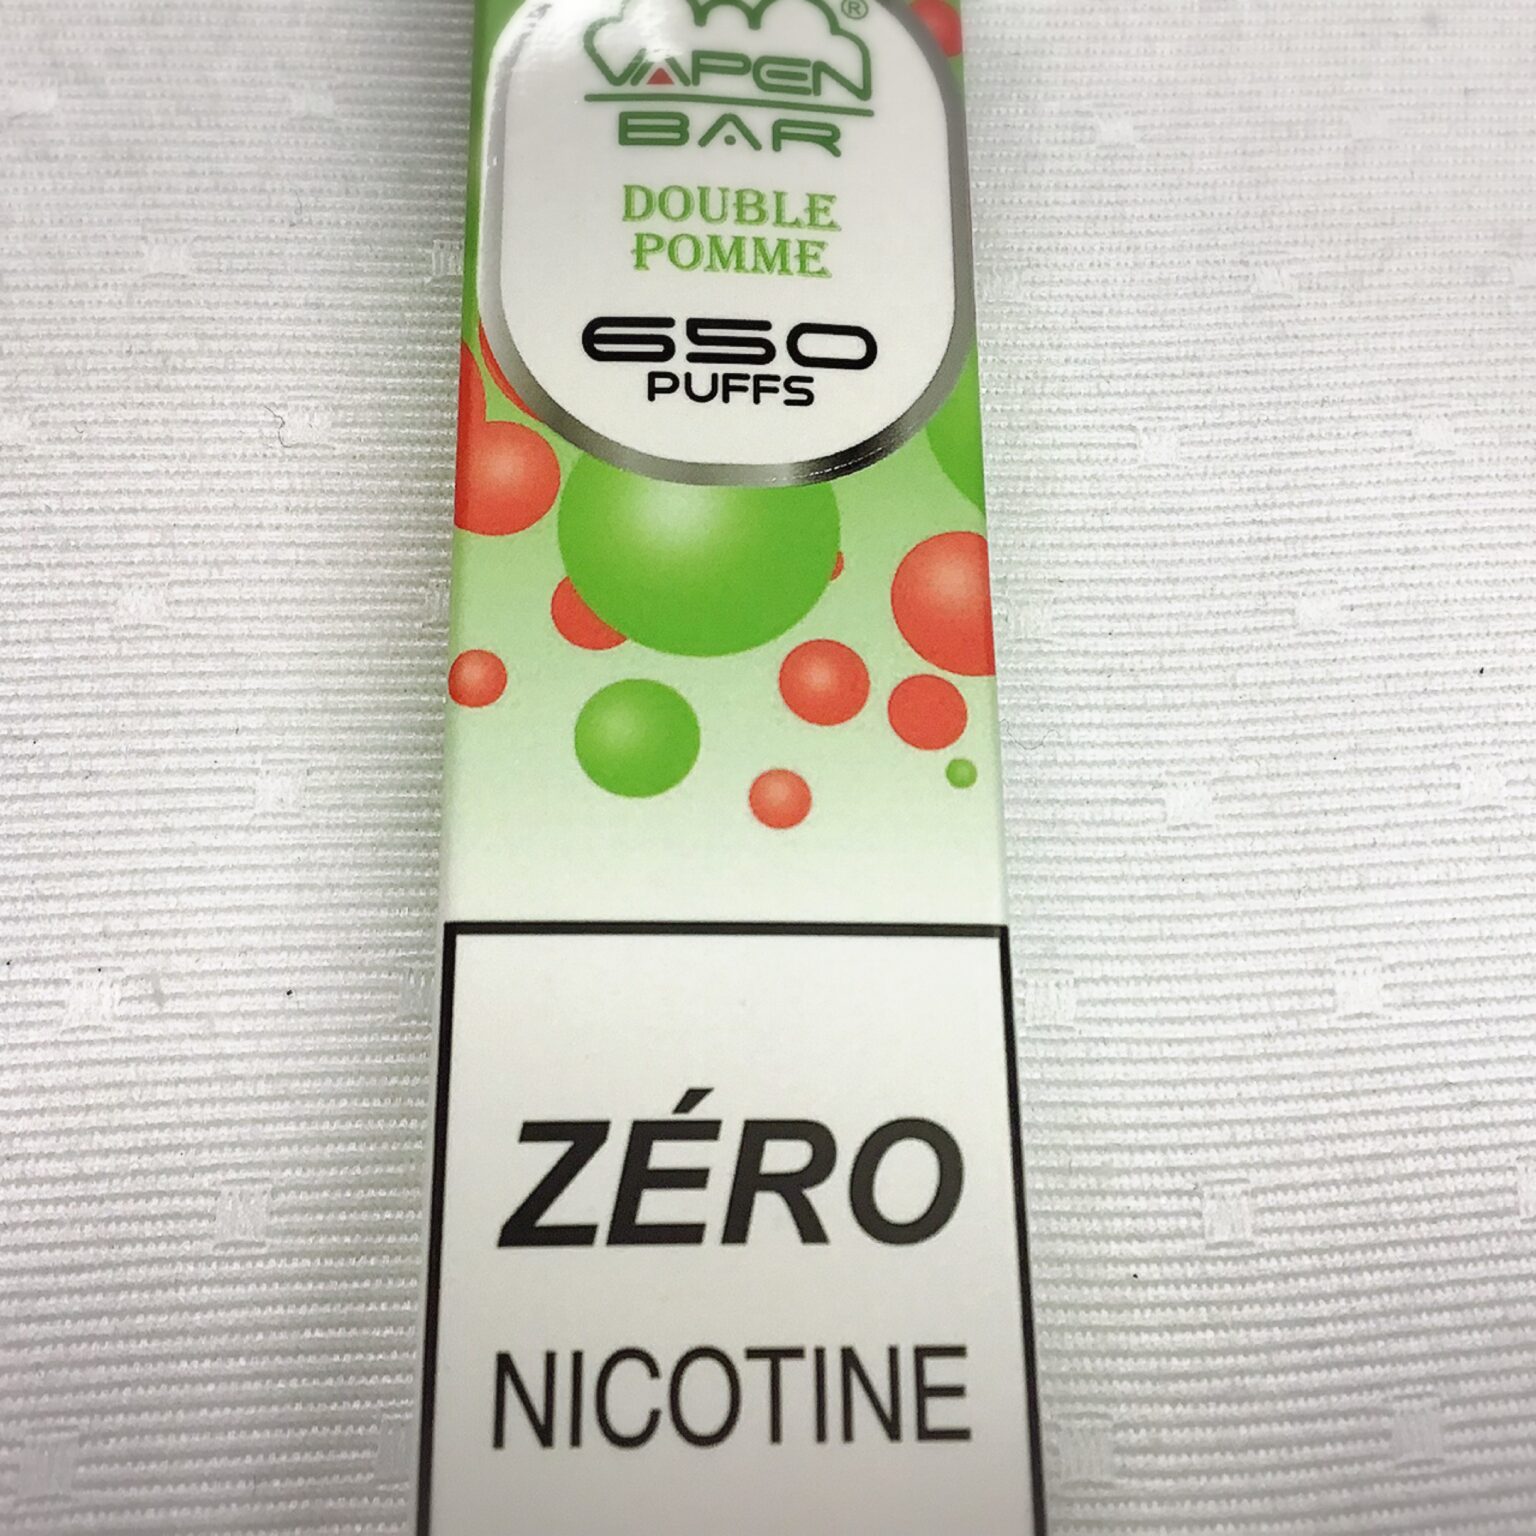 VAPEN ®
BAR
DOUBLE
POMME
650
PUFFS
ZÉRO
NICOTINE